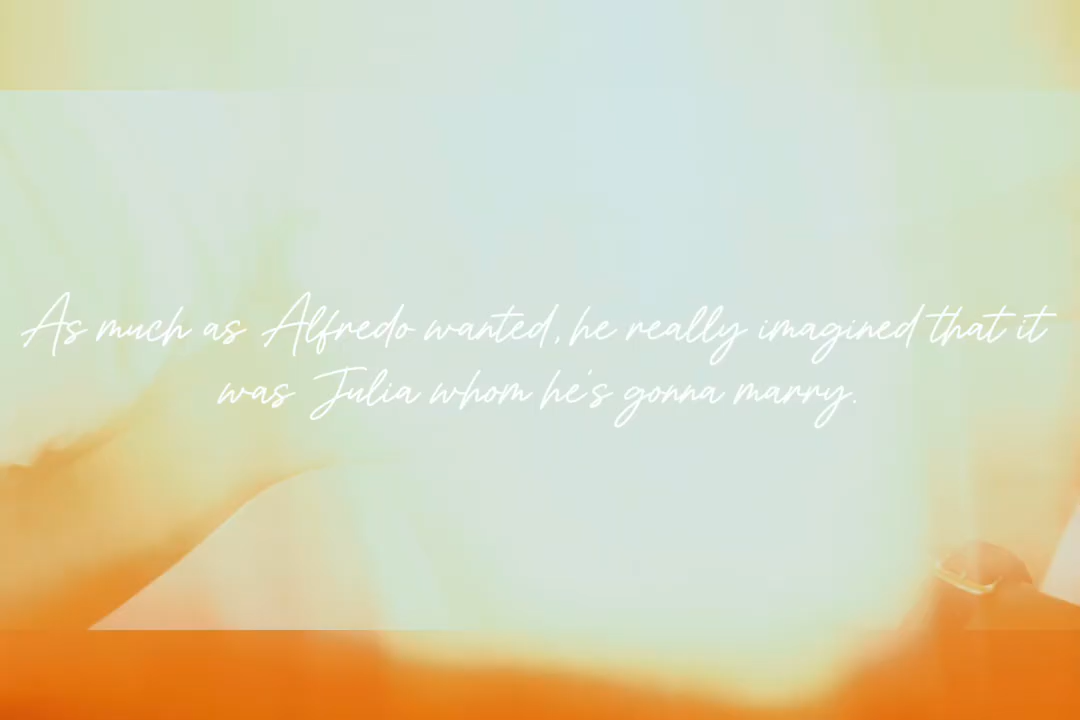 As much as Alfredo wanted, he really imagined that it
was Julia whom he's gonna marry.